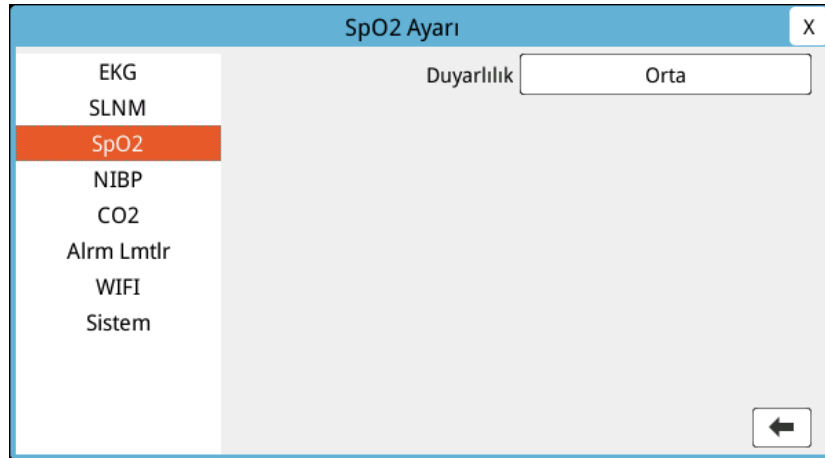 SpO2 Ayarı
X
EKG
SLNM
SpO2
NIBP
CO2
Alrm Lmtlr
WIFI
Sistem
Duyarlılık Orta